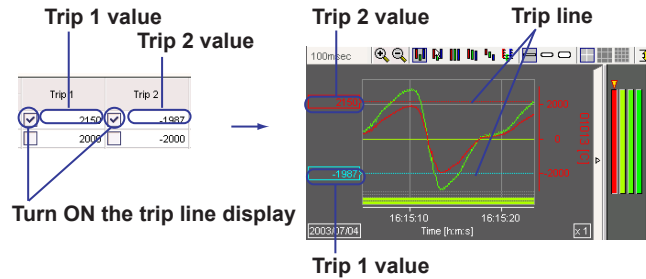 Trip 1 value
Trip 2 value
Trip 1
Trip 2
2150
-1987
2000
-2000
Turn ON the trip line display
Trip 2 value
Trip line
100msec
2000
0
-2000
-1987
16:15:10
16:15:20
2003/07/04
Time [h:m:s]
x 1
Trip 1 value